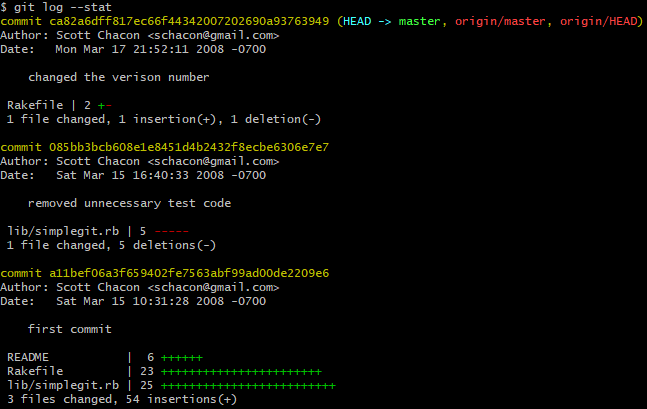 $ git log --stat
commit ca82a6dff817ec66f44342007202690a93763949 (HEAD -> master, origin/master, origin/HEAD)
Author: Scott Chacon <schacon@gmail.com>
Date:   Mon Mar 17 21:52:11 2008 -0700
changed the verison number
Rakefile | 2 +-
1 file changed, 1 insertion(+), 1 deletion(-)
commit 085bb3bcb608e1e8451d4b2432f8ecbe6306e7e7
Author: Scott Chacon <schacon@gmail.com>
Date:   Sat Mar 15 16:40:33 2008 -0700
removed unnecessary test code
lib/simplegit.rb | 5 -----
1 file changed, 5 deletions(-)
commit a11bef06a3f659402fe7563abf99ad00de2209e6
Author: Scott Chacon <schacon@gmail.com>
Date:   Sat Mar 15 10:31:28 2008 -0700
first commit
README           |  6 ++++++
Rakefile         | 23 +++++++++++++++++++++++
lib/simplegit.rb | 25 +++++++++++++++++++++++++
3 files changed, 54 insertions(+)